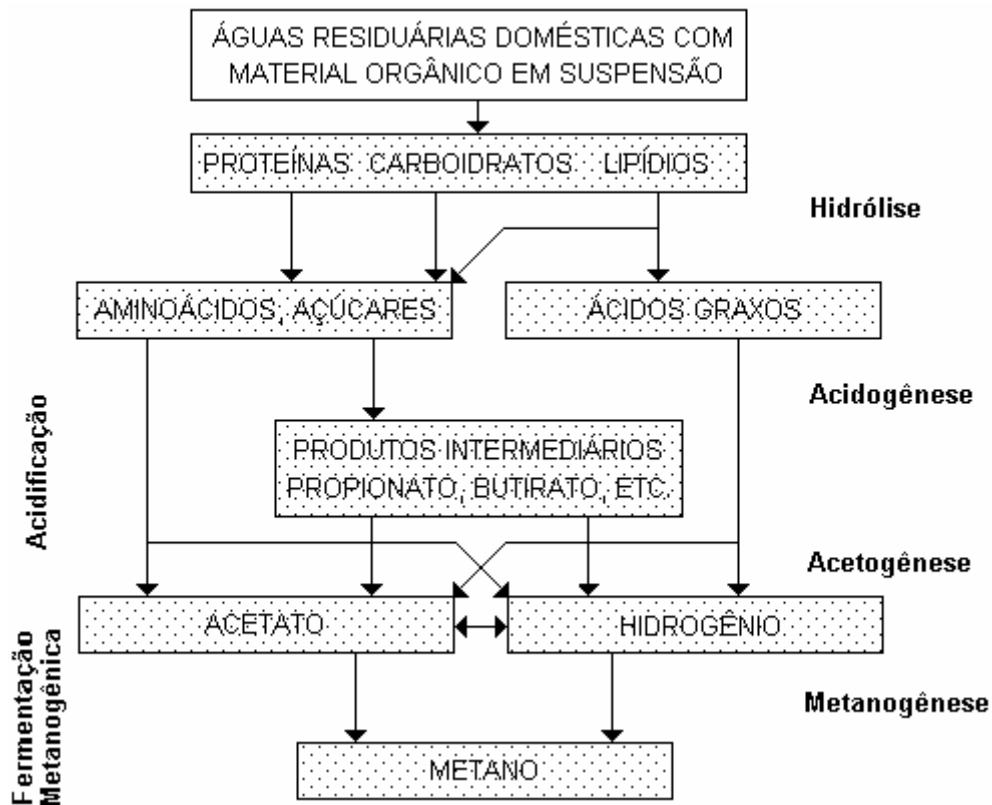 ÁGUAS RESIDUÁRIAS DOMÉSTICAS COM
MATERIAL ORGÂNICO EM SUSPENSÃO
PROTEÍNAS CARBOIDRATOS LIPÍDIOS
Hidrólise
AMINOÁCIDOS, AÇÚCARES
ÁCIDOS GRAXOS
Acidogênese
Acidificação
PRODUTOS INTERMEDIÁRIOS
PROPIONATO, BUTIRATO, ETC.
Acetogênese
ACETATO
HIDROGÊNIO
Fermentação
Metanogênica
Metanogênese
METANO